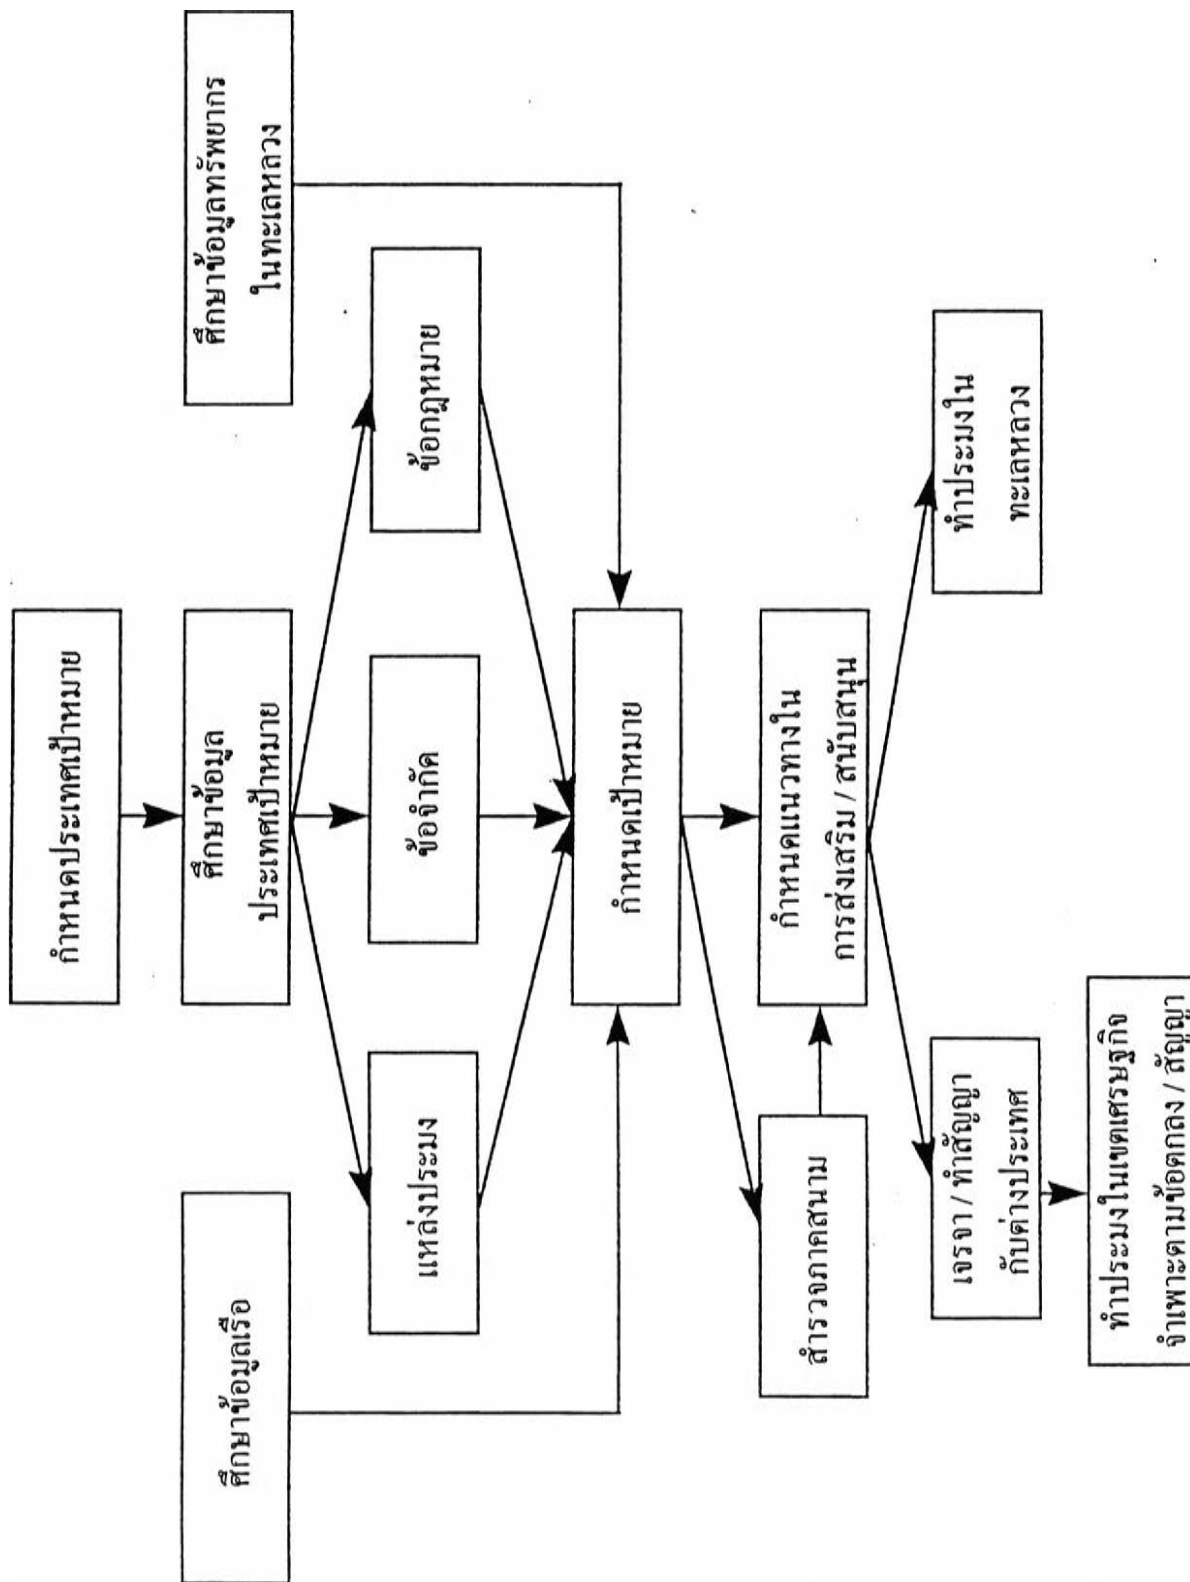 กำหนดประเทศเป้าหมาย
ศึกษาข้อมูลเรือ
ศึกษาข้อมูล
ประเทศเป้าหมาย
ศึกษาข้อมูลทรัพยากร
ในทะเลหลวง
แหล่งประมง
ข้อจำกัด
ข้อกฎหมาย
กำหนดเป้าหมาย
สำรวจภาคสนาม
กำหนดแนวทางใน
การส่งเสริม / สนับสนุน
เจรจา / ทำสัญญา
กับต่างประเทศ
ทำประมงใน
ทะเลหลวง
ทำประมงในเขตเศรษฐกิจ
จำเพาะตามข้อตกลง / สัญญา